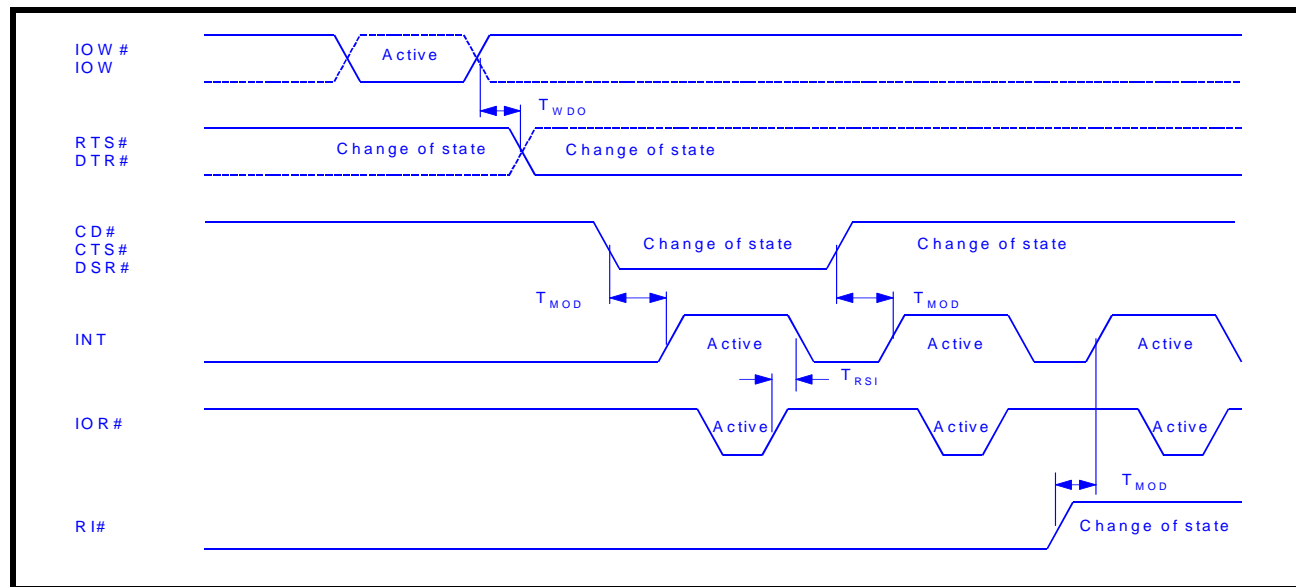 IOW#
IOW
Active
TWDO
RTS#
DTR#
Change of state
Change of state
CD#
CTS#
DSR#
Change of state
Change of state
TMOD
TMOD
INT
Active
Active
Active
TRSI
IOR#
Active
Active
Active
TMOD
RI#
Change of state